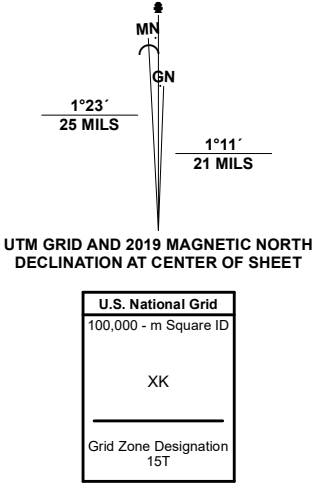 MN
GN
1°23´
25 MILS
1°11´
21 MILS
UTM GRID AND 2019 MAGNETIC NORTH
DECLINATION AT CENTER OF SHEET
U.S. National Grid
100,000 - m Square ID
XK
Grid Zone Designation
15T